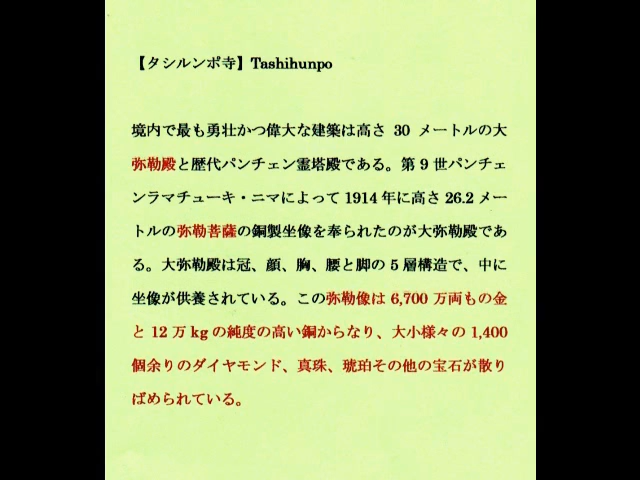 【タシルンポ寺】Tashihunpo
境内で最も勇壮かつ偉大な建築は高さ 30 メートルの大
弥勒殿と歴代パンチェン霊塔殿である。第 9 世パンチェ
ンラマチューキ・ニマによって 1914 年に高さ 26.2 メー
トルの弥勒菩薩の銅製坐像を奉られたのが大弥勒殿であ
る。大弥勒殿は冠、顔、胸、腰と脚の 5 層構造で、中に
坐像が供養されている。この弥勒像は 6,700 万両もの金
と 12 万 kg の純度の高い銅からなり、大小様々の 1,400
個余りのダイヤモンド、真珠、琥珀その他の宝石が散り
ばめられている。